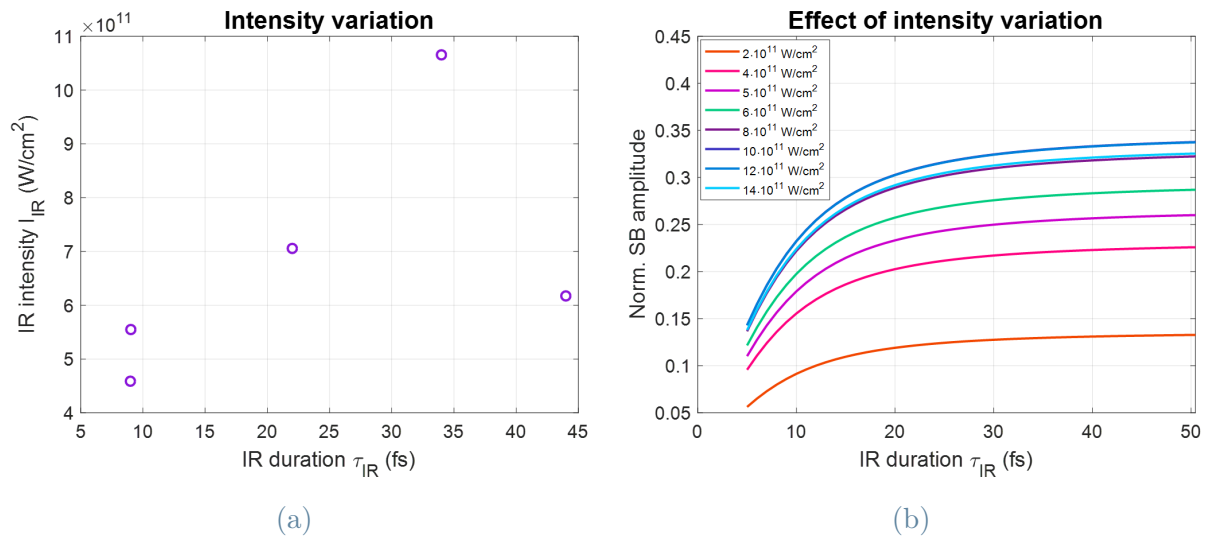 Intensity variation
×10^11
11
10
9
8
7
6
5
4
5 10 15 20 25 30 35 40 45
IR intensity I_IR (W/cm^2)
IR duration τ_IR (fs)
(a)
Effect of intensity variation
0.45
0.4
0.35
0.3
0.25
0.2
0.15
0.1
0.05
0 10 20 30 40 50
Norm. SB amplitude
IR duration τ_IR (fs)
2·10^11 W/cm^2
4·10^11 W/cm^2
5·10^11 W/cm^2
6·10^11 W/cm^2
8·10^11 W/cm^2
10·10^11 W/cm^2
12·10^11 W/cm^2
14·10^11 W/cm^2
(b)